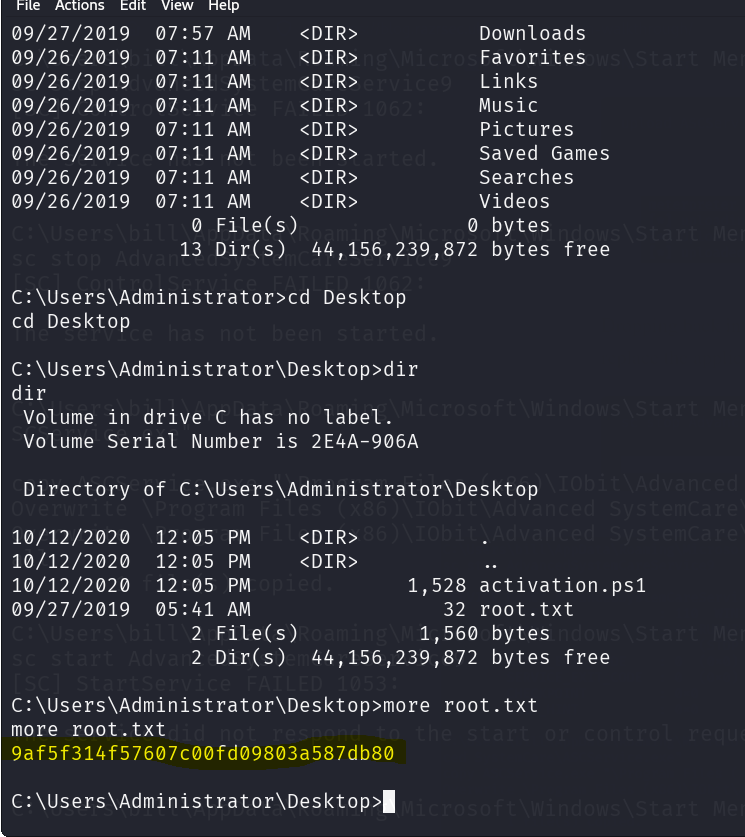 File Actions Edit View Help
09/27/2019  07:57 AM    <DIR>          Downloads
09/26/2019  07:11 AM    <DIR>          Favorites
09/26/2019  07:11 AM    <DIR>          Links
09/26/2019  07:11 AM    <DIR>          Music
09/26/2019  07:11 AM    <DIR>          Pictures
09/26/2019  07:11 AM    <DIR>          Saved Games
09/26/2019  07:11 AM    <DIR>          Searches
09/26/2019  07:11 AM    <DIR>          Videos
               0 File(s)              0 bytes
              13 Dir(s)  44,156,239,872 bytes free
C:\Users\Administrator>cd Desktop
cd Desktop
C:\Users\Administrator\Desktop>dir
dir
 Volume in drive C has no label.
 Volume Serial Number is 2E4A-906A
 Directory of C:\Users\Administrator\Desktop
10/12/2020  12:05 PM    <DIR>          .
10/12/2020  12:05 PM    <DIR>          ..
10/12/2020  12:05 PM             1,528 activation.ps1
09/27/2019  05:41 AM                32 root.txt
               2 File(s)          1,560 bytes
               2 Dir(s)  44,156,239,872 bytes free
C:\Users\Administrator\Desktop>more root.txt
more root.txt
9af5f314f57607c00fd09803a587db80
C:\Users\Administrator\Desktop>